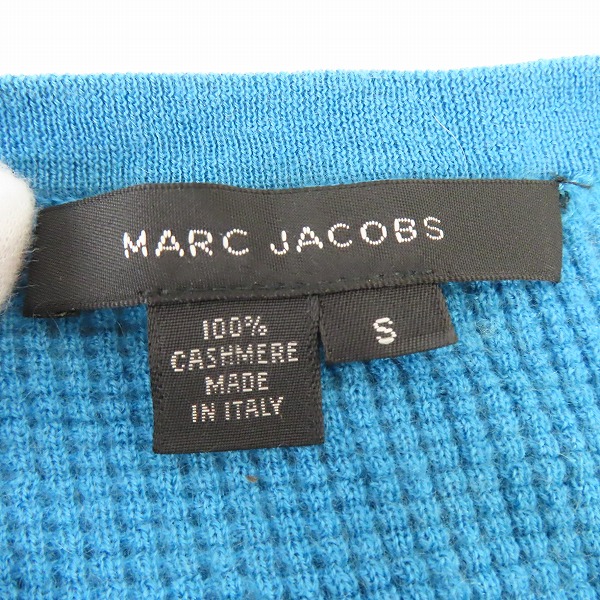 MARC JACOBS
100%
CASHMERE
MADE
IN ITALY
S